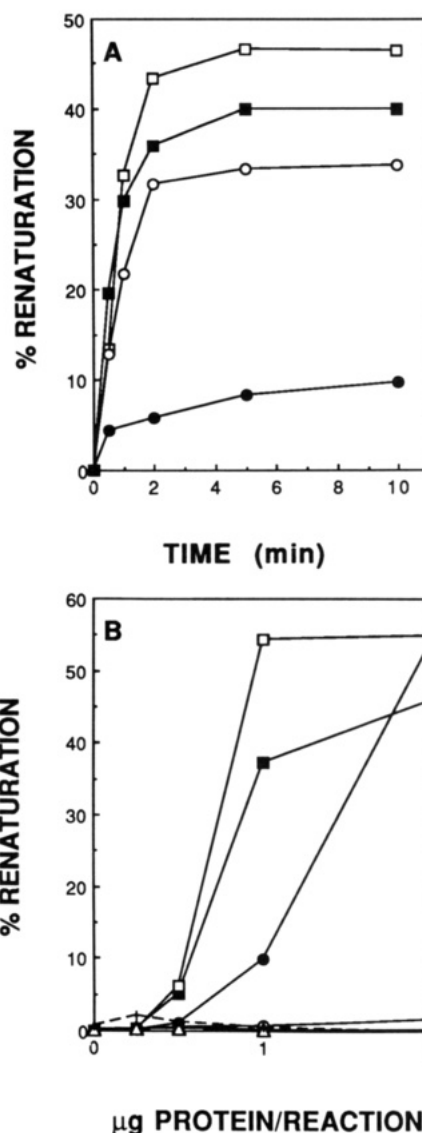 50
A
40
30
20
10
0
% RENATURATION
0 2 4 6 8 10
TIME (min)
60
B
50
40
30
20
10
0
% RENATURATION
0 1
µg PROTEIN/REACTION